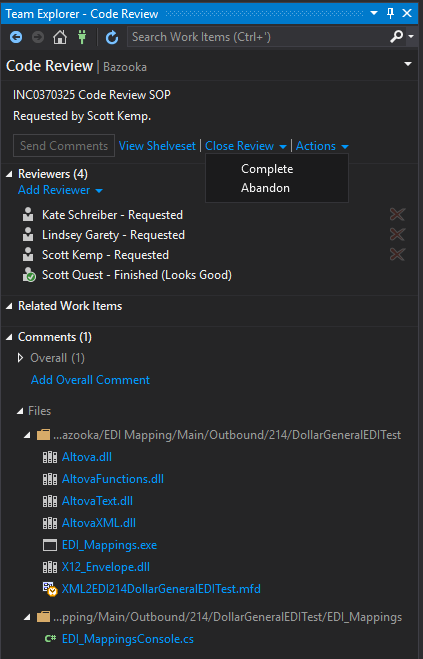 Team Explorer - Code Review
Search Work Items (Ctrl+')
Code Review | Bazooka
INC0370325 Code Review SOP
Requested by Scott Kemp.
Send Comments View Shelveset | Close Review | Actions
Complete
Abandon
Reviewers (4)
Add Reviewer
Kate Schreiber - Requested
Lindsey Garety - Requested
Scott Kemp - Requested
Scott Quest - Finished (Looks Good)
Related Work Items
Comments (1)
Overall (1)
Add Overall Comment
Files
...azooka/EDI Mapping/Main/Outbound/214/DollarGeneralEDITest
Altova.dll
AltovaFunctions.dll
AltovaText.dll
AltovaXML.dll
EDI_Mappings.exe
X12_Envelope.dll
XML2EDI214DollarGeneralEDITest.mfd
...pping/Main/Outbound/214/DollarGeneralEDITest/EDI_Mappings
C# EDI_MappingsConsole.cs